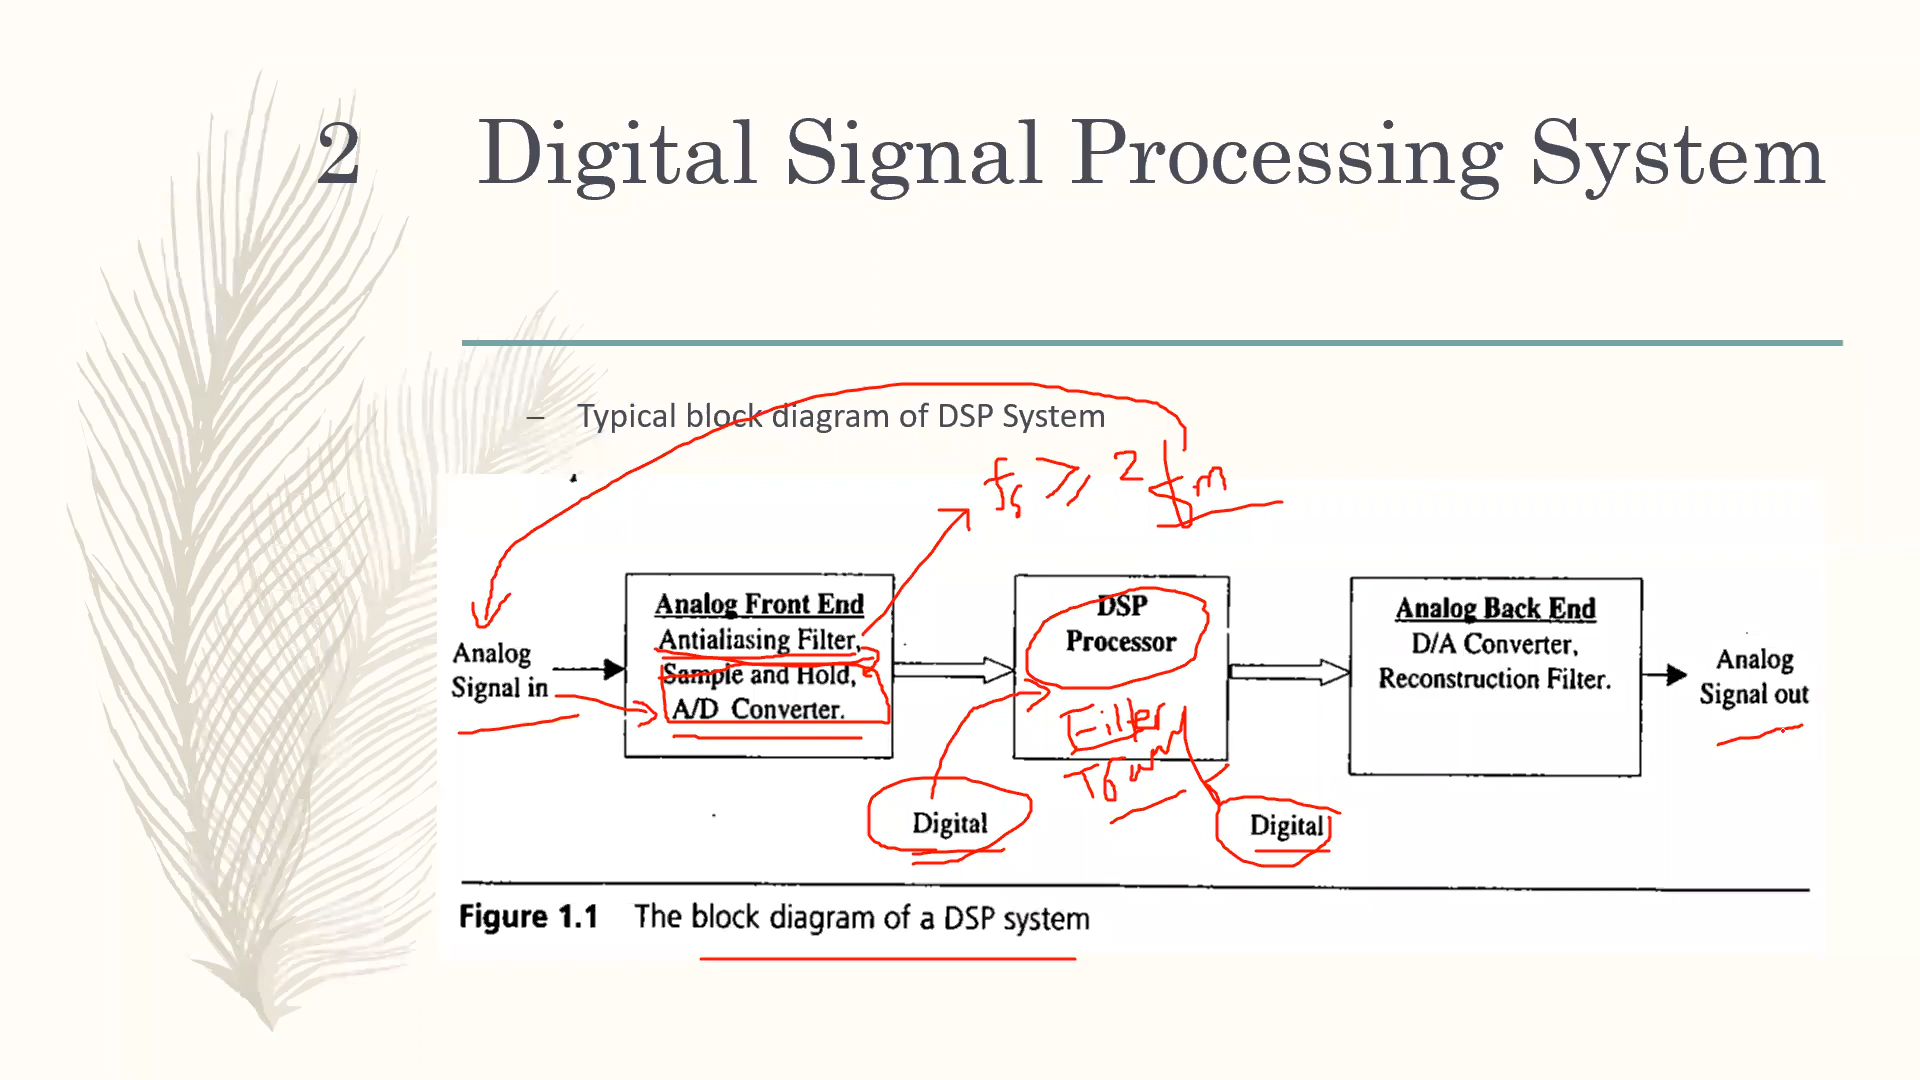 2
Digital Signal Processing System
– Typical block diagram of DSP System
fs ≥ 2fm
Analog
Signal in
Analog Front End
Antialiasing Filter,
Sample and Hold,
A/D Converter.
DSP
Processor
Filter
Analog Back End
D/A Converter,
Reconstruction Filter.
Analog
Signal out
Digital
Digital
Figure 1.1 The block diagram of a DSP system